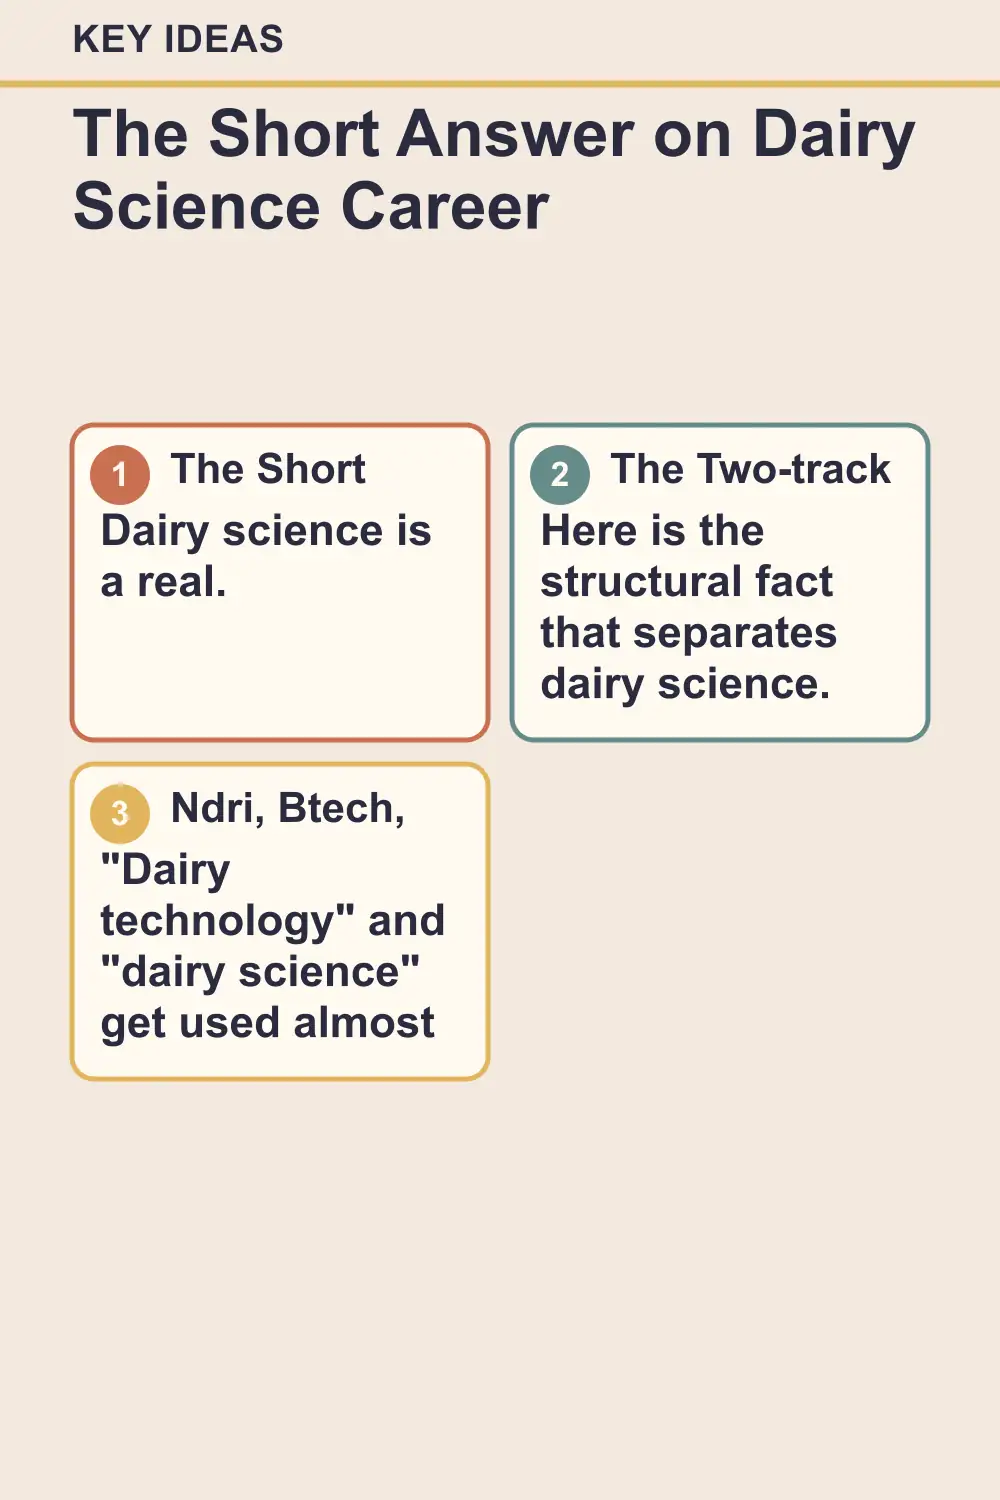 KEY IDEAS
The Short Answer on Dairy
Science Career
1 The Short
Dairy science is
a real.
2 The Two-track
Here is the
structural fact
that separates
dairy science.
3 Ndri, Btech,
"Dairy
technology" and
"dairy science"
get used almost